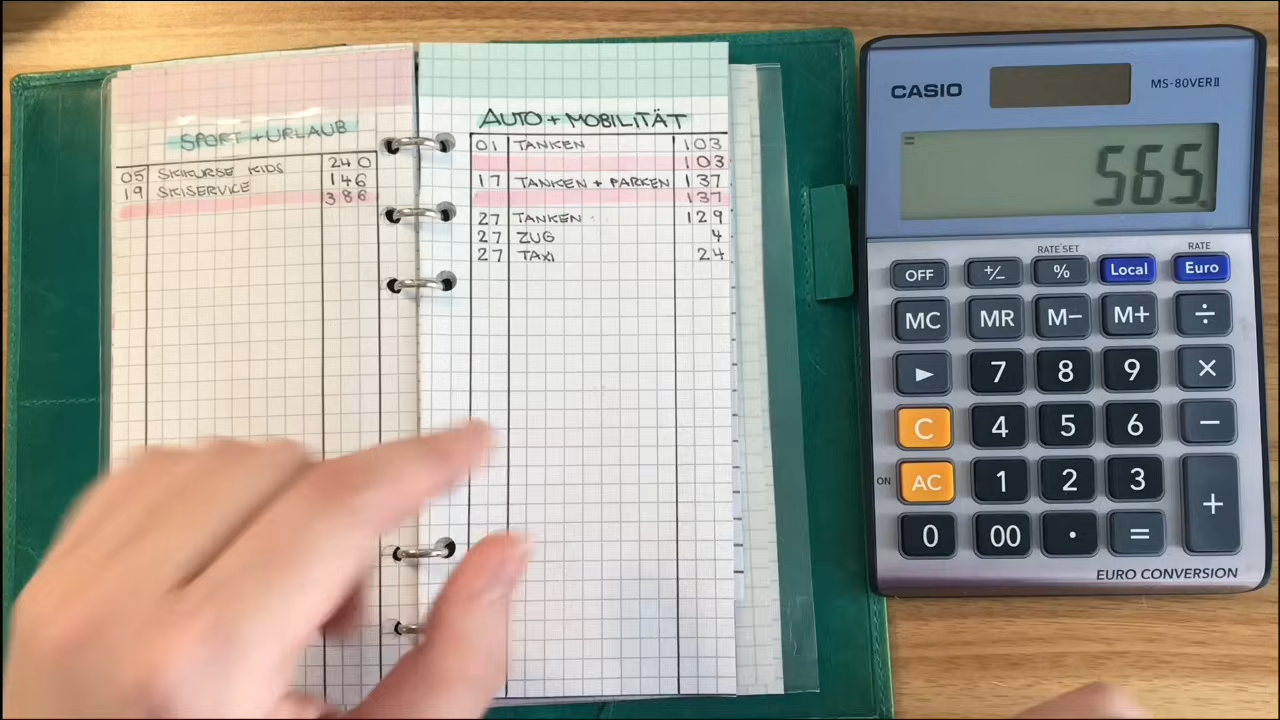 SPORT + URLAUB
05 SKIKURSE KIDS 240
19 SKISERVICE 146
386
AUTO + MOBILITÄT
01 TANKEN 103
103
17 TANKEN + PARKEN 137
137
27 TANKEN 129
27 ZUG 4
27 TAXI 24
CASIO MS-80VERII
565.
RATE SET RATE
OFF +/− % Local Euro
MC MR M− M+ ÷
► 7 8 9 ×
C 4 5 6 −
ON AC 1 2 3 +
0 00 · =
EURO CONVERSION